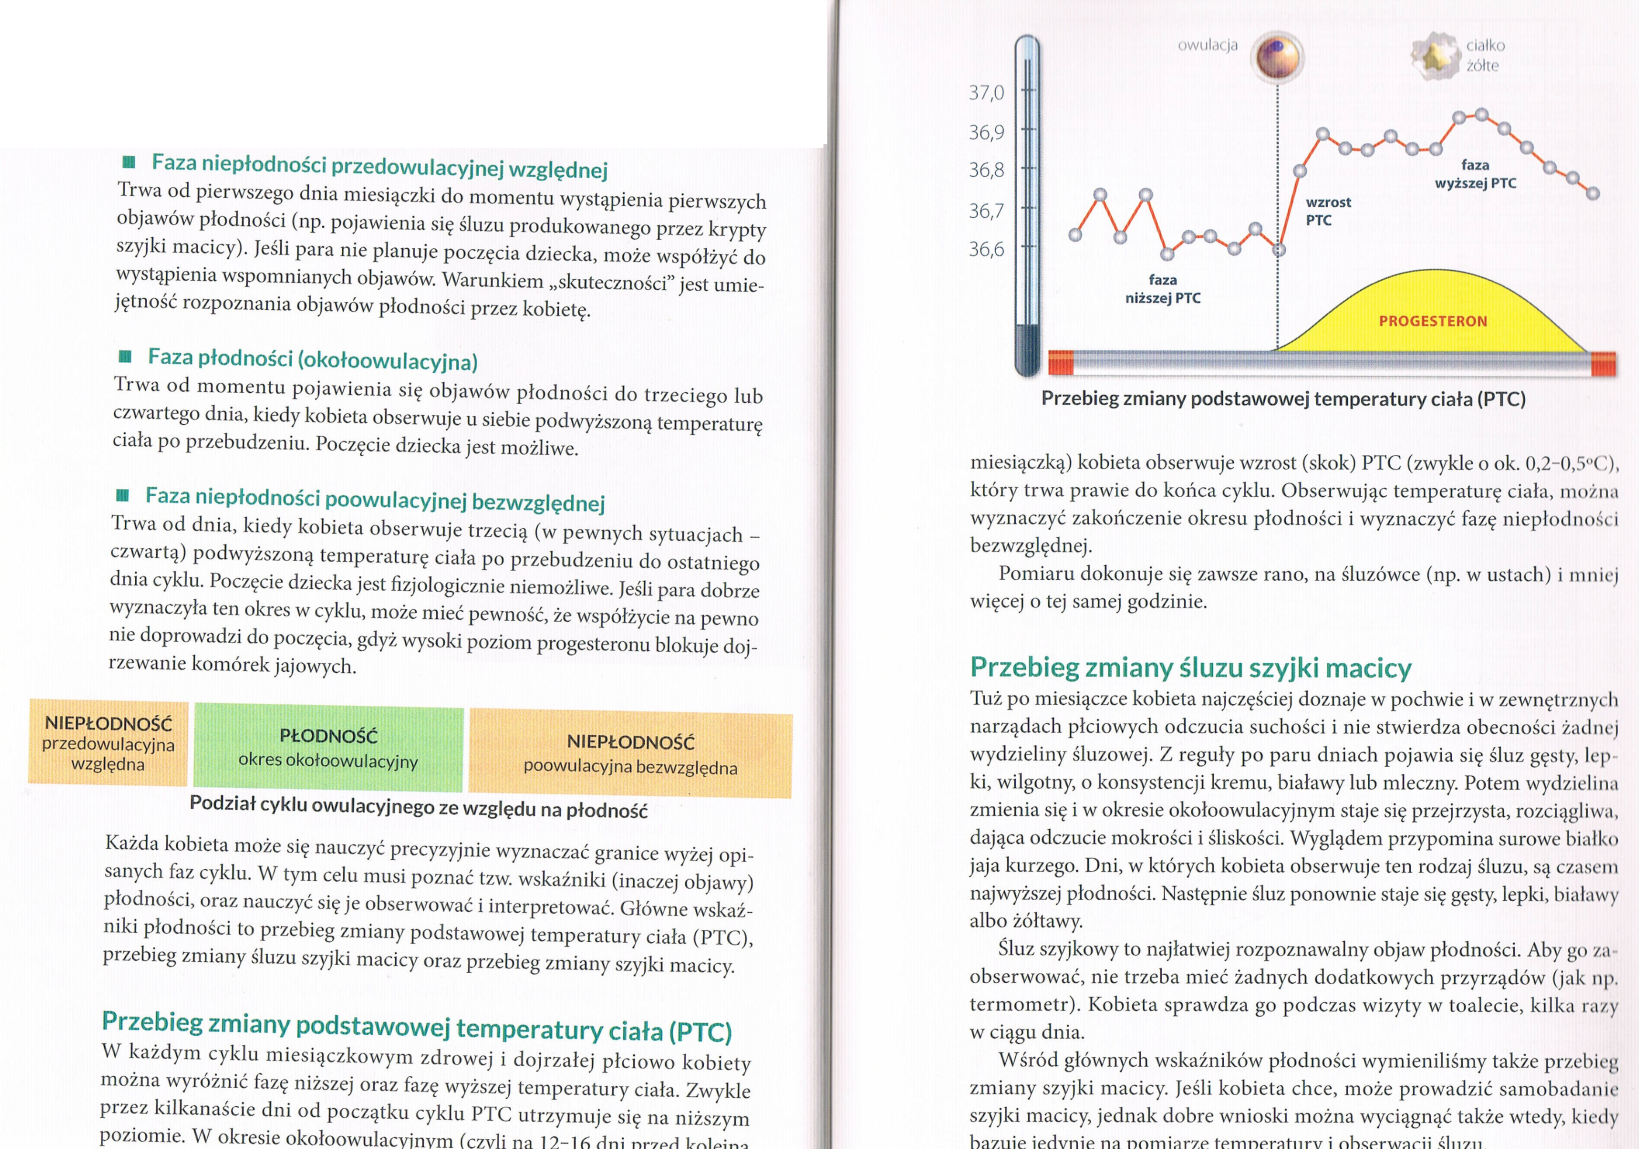 Faza niepłodności przedowulacyjnej względnej
Trwa od pierwszego dnia miesiączki do momentu wystąpienia pierwszych
objawów płodności (np. pojawienia się śluzu produkowanego przez krypty
szyjki macicy). Jeśli para nie planuje poczęcia dziecka, może współżyć do
wystąpienia wspomnianych objawów. Warunkiem „skuteczności” jest umie-
jętność rozpoznania objawów płodności przez kobietę.
Faza płodności (okołoowulacyjna)
Trwa od momentu pojawienia się objawów płodności do trzeciego lub
czwartego dnia, kiedy kobieta obserwuje u siebie podwyższoną temperaturę
ciała po przebudzeniu. Poczęcie dziecka jest możliwe.
Faza niepłodności poowulacyjnej bezwzględnej
Trwa od dnia, kiedy kobieta obserwuje trzecią (w pewnych sytuacjach –
czwartą) podwyższoną temperaturę ciała po przebudzeniu do ostatniego
dnia cyklu. Poczęcie dziecka jest fizjologicznie niemożliwe. Jeśli para dobrze
wyznaczyła ten okres w cyklu, może mieć pewność, że współżycie na pewno
nie doprowadzi do poczęcia, gdyż wysoki poziom progesteronu blokuje doj-
rzewanie komórek jajowych.
NIEPŁODNOŚĆ
przedowulacyjna
względna
PŁODNOŚĆ
okres okołoowulacyjny
NIEPŁODNOŚĆ
poowulacyjna bezwzględna
Podział cyklu owulacyjnego ze względu na płodność
Każda kobieta może się nauczyć precyzyjnie wyznaczać granice wyżej opi-
sanych faz cyklu. W tym celu musi poznać tzw. wskaźniki (inaczej objawy)
płodności, oraz nauczyć się je obserwować i interpretować. Główne wskaź-
niki płodności to przebieg zmiany podstawowej temperatury ciała (PTC),
przebieg zmiany śluzu szyjki macicy oraz przebieg zmiany szyjki macicy.
Przebieg zmiany podstawowej temperatury ciała (PTC)
W każdym cyklu miesiączkowym zdrowej i dojrzałej płciowo kobiety
można wyróżnić fazę niższej oraz fazę wyższej temperatury ciała. Zwykle
przez kilkanaście dni od początku cyklu PTC utrzymuje się na niższym
poziomie. W okresie okołoowulacyjnym (czyli na 12–16 dni przed kolejną
owulacja
ciałko
żółte
37,0
36,9
36,8
36,7
36,6
faza
wyższej PTC
wzrost
PTC
faza
niższej PTC
PROGESTERON
Przebieg zmiany podstawowej temperatury ciała (PTC)
miesiączką) kobieta obserwuje wzrost (skok) PTC (zwykle o ok. 0,2–0,5°C),
który trwa prawie do końca cyklu. Obserwując temperaturę ciała, można
wyznaczyć zakończenie okresu płodności i wyznaczyć fazę niepłodności
bezwzględnej.
Pomiaru dokonuje się zawsze rano, na śluzówce (np. w ustach) i mniej
więcej o tej samej godzinie.
Przebieg zmiany śluzu szyjki macicy
Tuż po miesiączce kobieta najczęściej doznaje w pochwie i w zewnętrznych
narządach płciowych odczucia suchości i nie stwierdza obecności żadnej
wydzieliny śluzowej. Z reguły po paru dniach pojawia się śluz gęsty, lep-
ki, wilgotny, o konsystencji kremu, białawy lub mleczny. Potem wydzielina
zmienia się i w okresie okołoowulacyjnym staje się przejrzysta, rozciągliwa,
dająca odczucie mokrości i śliskości. Wyglądem przypomina surowe białko
jaja kurzego. Dni, w których kobieta obserwuje ten rodzaj śluzu, są czasem
najwyższej płodności. Następnie śluz ponownie staje się gęsty, lepki, białawy
albo żółtawy.
Śluz szyjkowy to najłatwiej rozpoznawalny objaw płodności. Aby go za-
obserwować, nie trzeba mieć żadnych dodatkowych przyrządów (jak np.
termometr). Kobieta sprawdza go podczas wizyty w toalecie, kilka razy
w ciągu dnia.
Wśród głównych wskaźników płodności wymieniliśmy także przebieg
zmiany szyjki macicy. Jeśli kobieta chce, może prowadzić samobadanie
szyjki macicy, jednak dobre wnioski można wyciągnąć także wtedy, kiedy
bazuje jedynie na pomiarze temperatury i obserwacji śluzu.